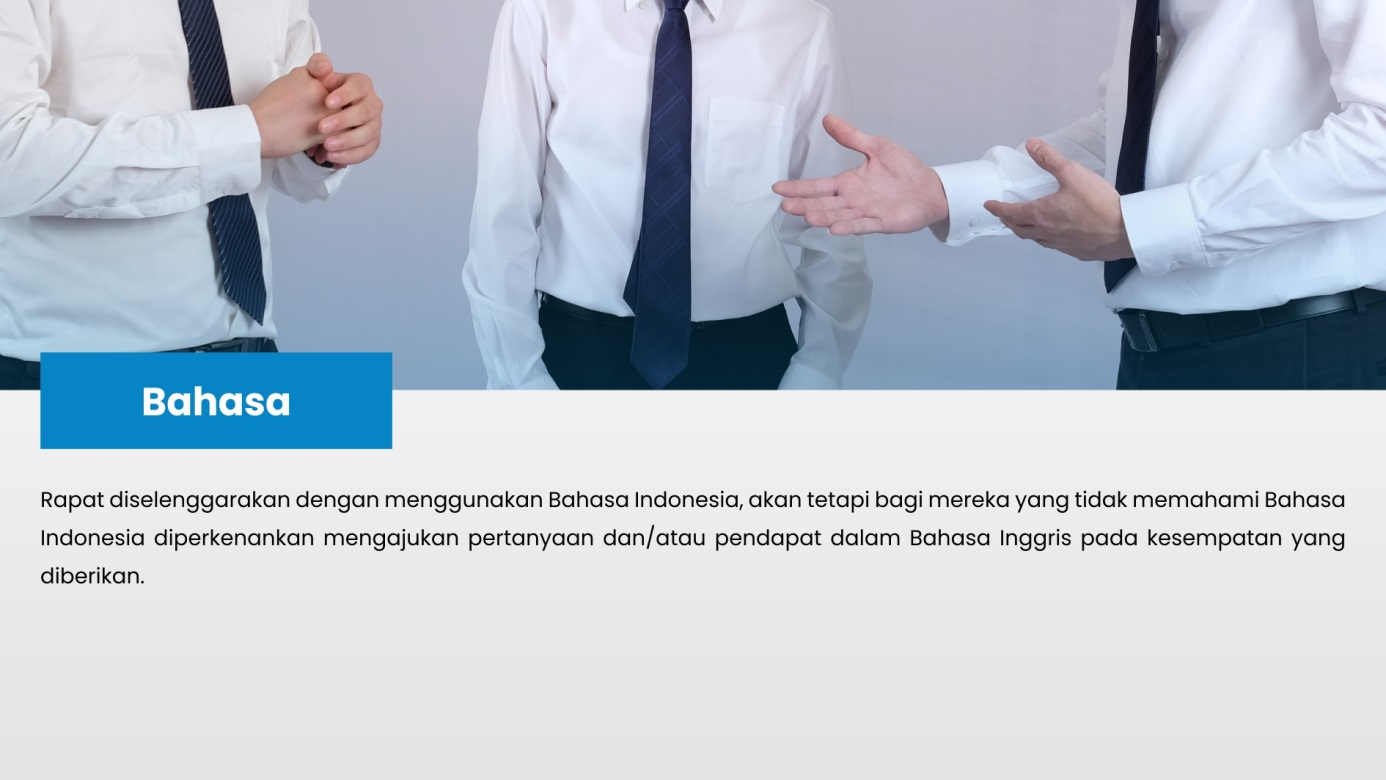 Bahasa
Rapat diselenggarakan dengan menggunakan Bahasa Indonesia, akan tetapi bagi mereka yang tidak memahami Bahasa
Indonesia diperkenankan mengajukan pertanyaan dan/atau pendapat dalam Bahasa Inggris pada kesempatan yang
diberikan.